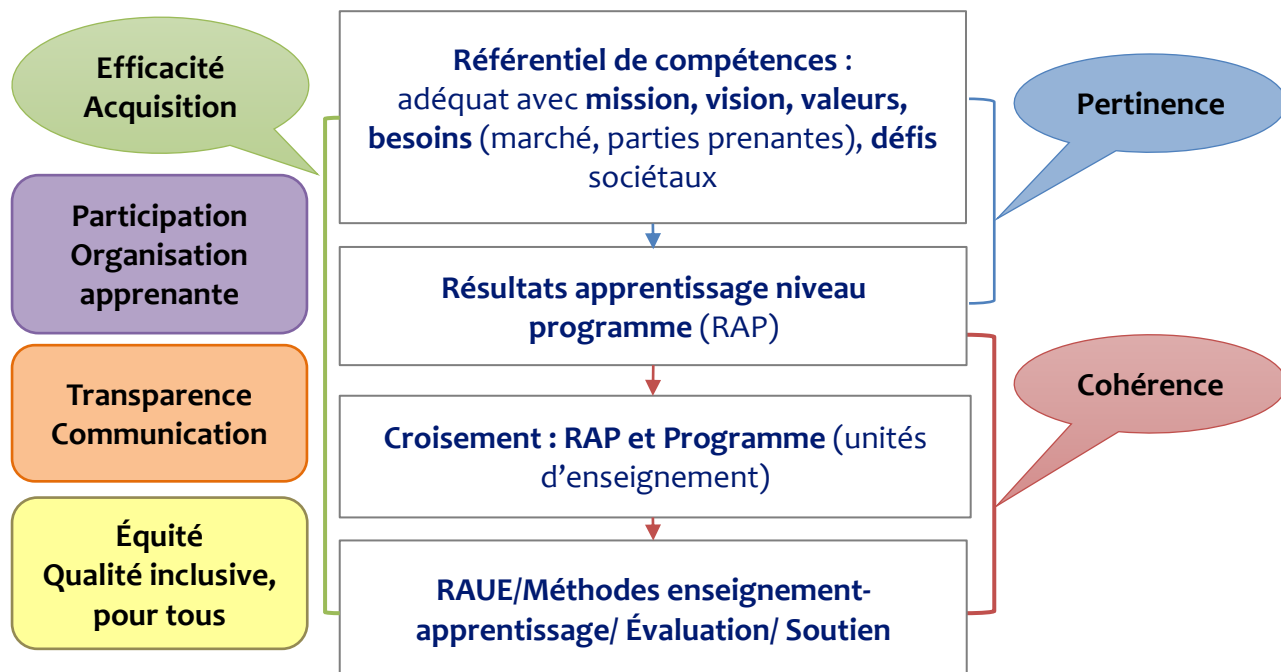 Efficacité
Acquisition
Référentiel de compétences :
adéquat avec mission, vision, valeurs,
besoins (marché, parties prenantes), défis
sociétaux
Pertinence
Participation
Organisation
apprenante
Résultats apprentissage niveau
programme (RAP)
Transparence
Communication
Croisement : RAP et Programme (unités
d’enseignement)
Cohérence
Équité
Qualité inclusive,
pour tous
RAUE/Méthodes enseignement-
apprentissage/ Évaluation/ Soutien